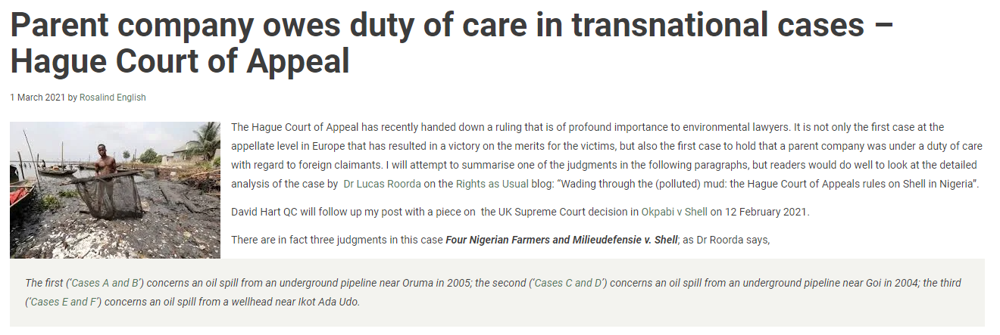 Parent company owes duty of care in transnational cases –
Hague Court of Appeal
1 March 2021 by Rosalind English
The Hague Court of Appeal has recently handed down a ruling that is of profound importance to environmental lawyers. It is not only the first case at the
appellate level in Europe that has resulted in a victory on the merits for the victims, but also the first case to hold that a parent company was under a duty of care
with regard to foreign claimants. I will attempt to summarise one of the judgments in the following paragraphs, but readers would do well to look at the detailed
analysis of the case by  Dr Lucas Roorda on the Rights as Usual blog: “Wading through the (polluted) mud: the Hague Court of Appeals rules on Shell in Nigeria”.
David Hart QC will follow up my post with a piece on  the UK Supreme Court decision in Okpabi v Shell on 12 February 2021.
There are in fact three judgments in this case Four Nigerian Farmers and Milieudefensie v. Shell; as Dr Roorda says,
The first (‘Cases A and B’) concerns an oil spill from an underground pipeline near Oruma in 2005; the second (‘Cases C and D’) concerns an oil spill from an underground pipeline near Goi in 2004; the third
(‘Cases E and F’) concerns an oil spill from a wellhead near Ikot Ada Udo.